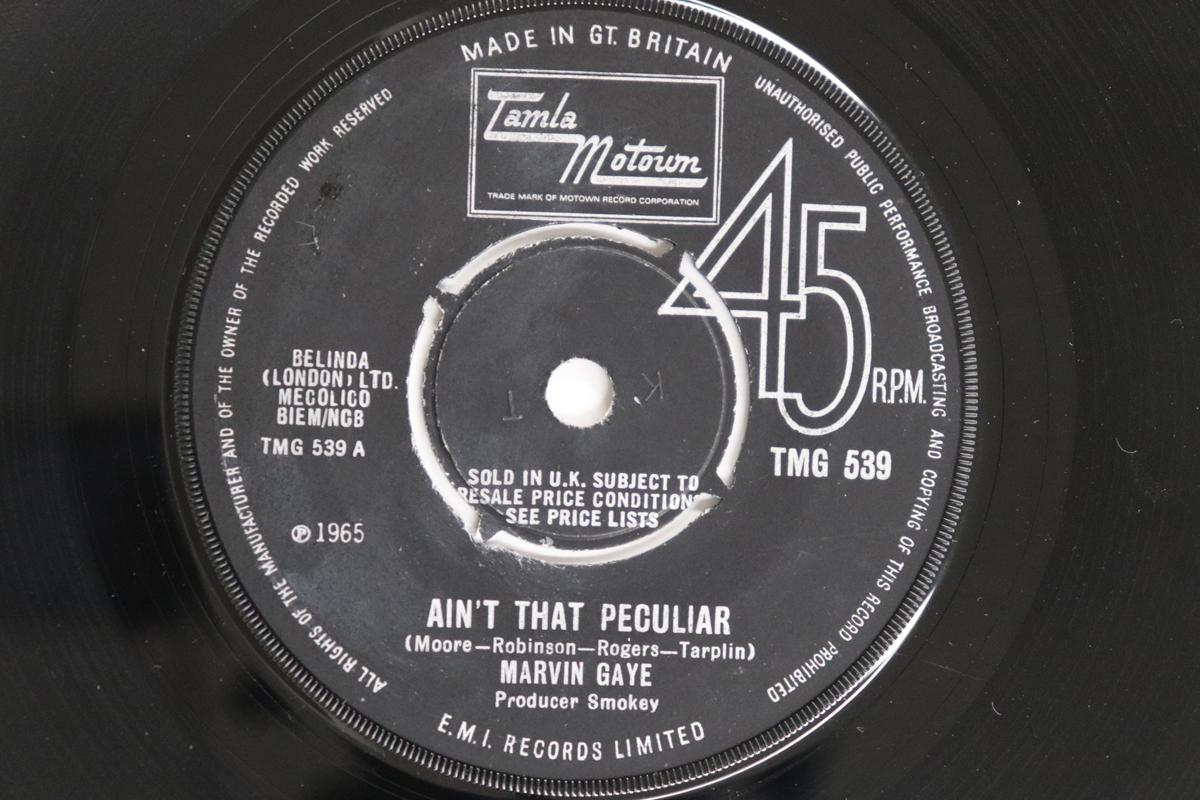 MADE IN GT. BRITAIN
Tamla
Motown
TRADE MARK OF MOTOWN RECORD CORPORATION
UNAUTHORISED PUBLIC PERFORMANCE BROADCASTING AND COPYING OF THIS RECORD PROHIBITED
ALL RIGHTS OF THE MANUFACTURER AND OF THE OWNER OF THE RECORDED WORK RESERVED
45
R.P.M.
BELINDA
(LONDON) LTD.
MECOLICO
BIEM/NCB
TMG 539 A
K T
TMG 539
SOLD IN U.K. SUBJECT TO
RESALE PRICE CONDITIONS
SEE PRICE LISTS
℗ 1965
AIN'T THAT PECULIAR
(Moore—Robinson—Rogers—Tarplin)
MARVIN GAYE
Producer Smokey
E.M.I. RECORDS LIMITED